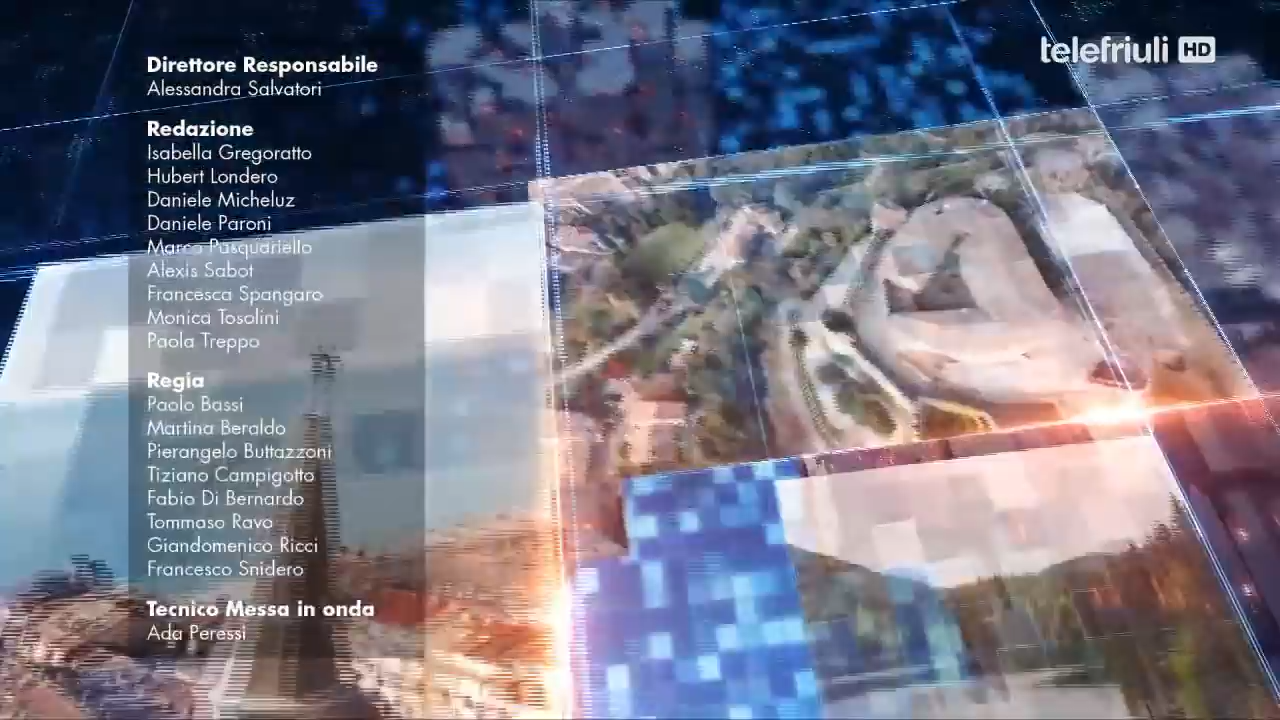 telefriuli HD
Direttore Responsabile
Alessandra Salvatori
Redazione
Isabella Gregoratto
Hubert Londero
Daniele Micheluz
Daniele Paroni
Marco Pasquariello
Alexis Sabot
Francesca Spangaro
Monica Tosolini
Paola Treppo
Regia
Paolo Bassi
Martina Beraldo
Pierangelo Buttazzoni
Tiziano Campigotto
Fabio Di Bernardo
Tommaso Ravo
Giandomenico Ricci
Francesco Snidero
Tecnico Messa in onda
Ada Peressi